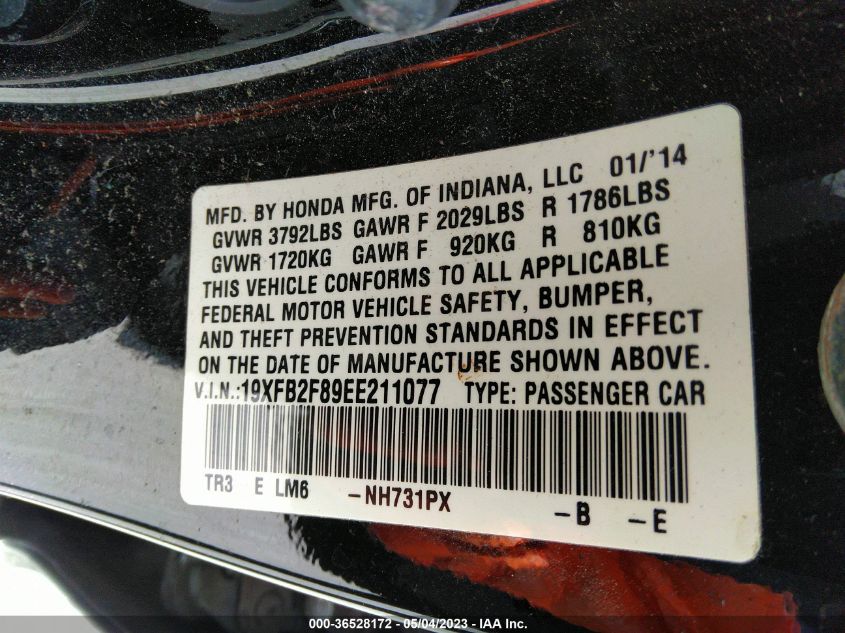 MFD. BY HONDA MFG. OF INDIANA, LLC 01/'14
GVWR 3792LBS GAWR F 2029LBS R 1786LBS
GVWR 1720KG GAWR F 920KG R 810KG
THIS VEHICLE CONFORMS TO ALL APPLICABLE
FEDERAL MOTOR VEHICLE SAFETY, BUMPER,
AND THEFT PREVENTION STANDARDS IN EFFECT
ON THE DATE OF MANUFACTURE SHOWN ABOVE.
V.I.N.:19XFB2F89EE211077 TYPE: PASSENGER CAR
TR3 E LM6 -NH731PX -B -E
000-36528172 - 05/04/2023 - IAA Inc.